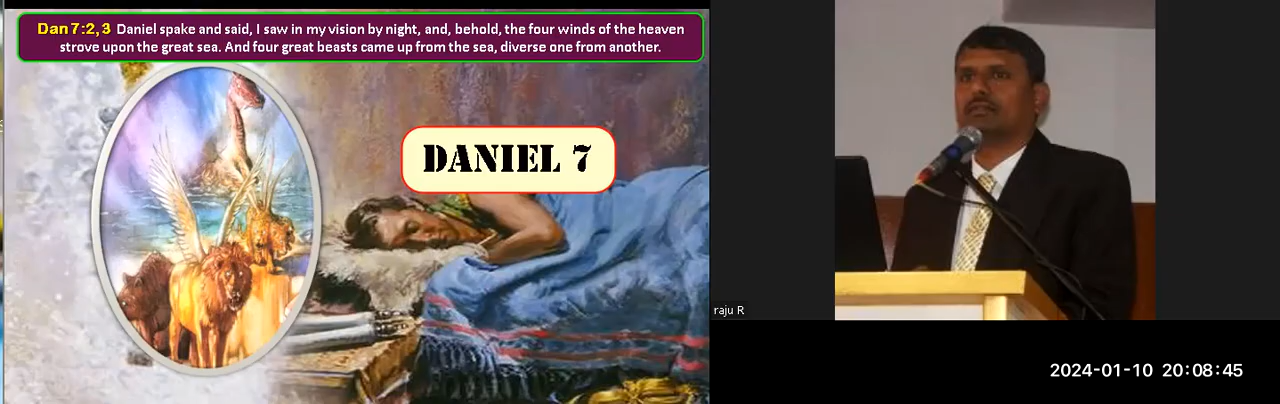 Dan 7:2,3 Daniel spake and said, I saw in my vision by night, and, behold, the four winds of the heaven
strove upon the great sea. And four great beasts came up from the sea, diverse one from another.
DANIEL 7
raju R
2024-01-10 20:08:45